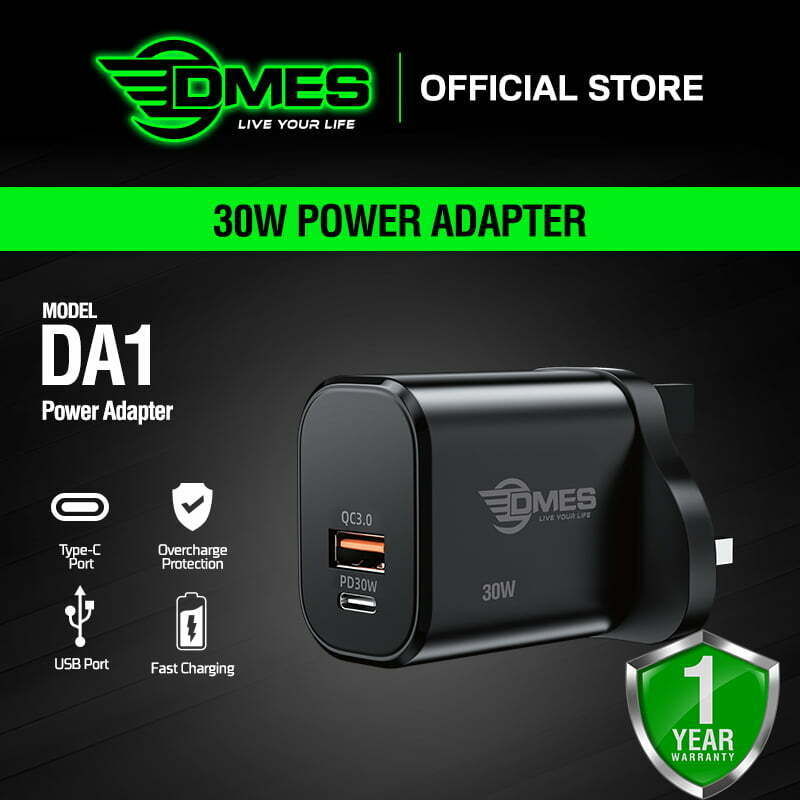 DMES
LIVE YOUR LIFE
OFFICIAL STORE
30W POWER ADAPTER
MODEL
DA1
Power Adapter
Type-C
Port
Overcharge
Protection
USB Port
Fast Charging
QC3.0
PD30W
DMES
LIVE YOUR LIFE
30W
1
YEAR
WARRANTY